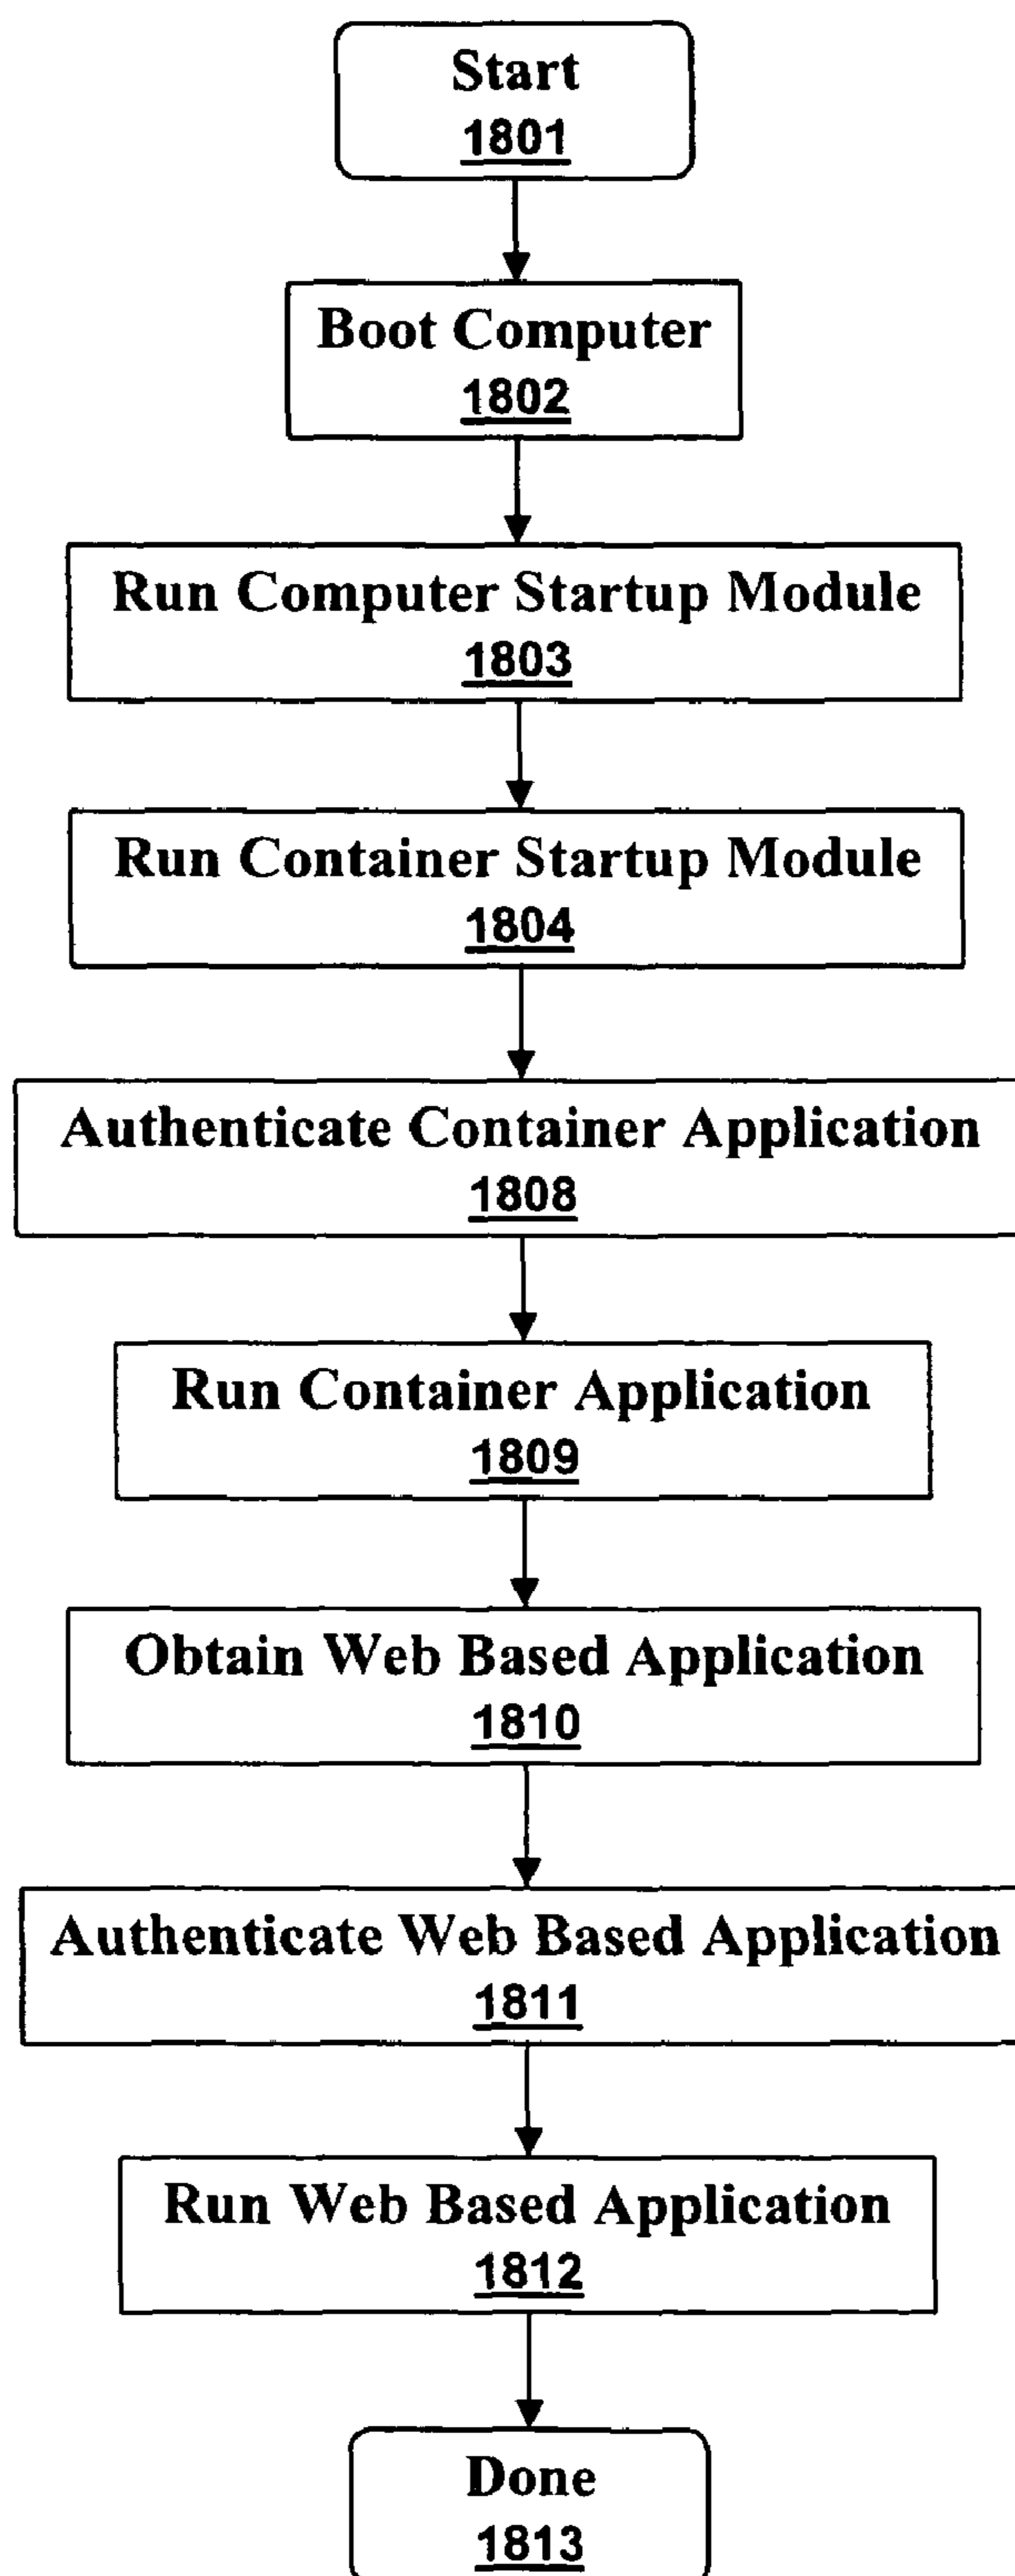 Start
1801
Boot Computer
1802
Run Computer Startup Module
1803
Run Container Startup Module
1804
Authenticate Container Application
1808
Run Container Application
1809
Obtain Web Based Application
1810
Authenticate Web Based Application
1811
Run Web Based Application
1812
Done
1813